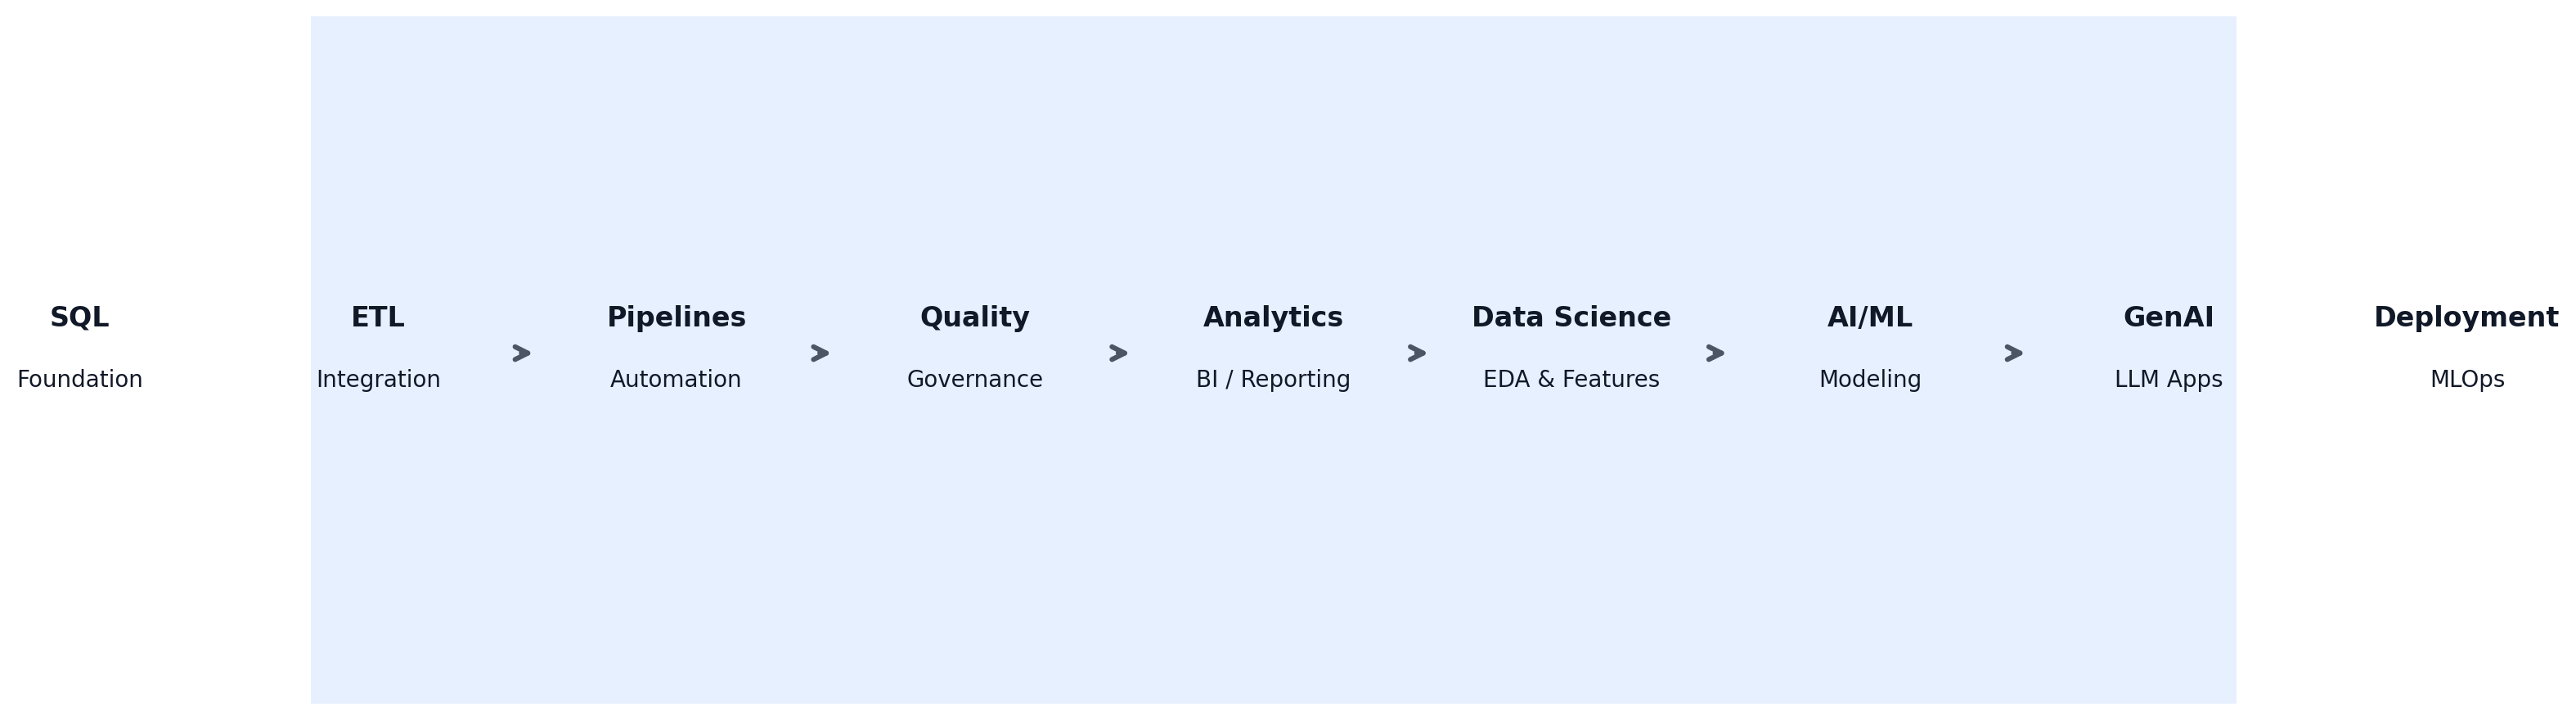 SQL
Foundation
ETL
Integration
Pipelines
Automation
Quality
Governance
Analytics
BI / Reporting
Data Science
EDA & Features
AI/ML
Modeling
GenAI
LLM Apps
Deployment
MLOps